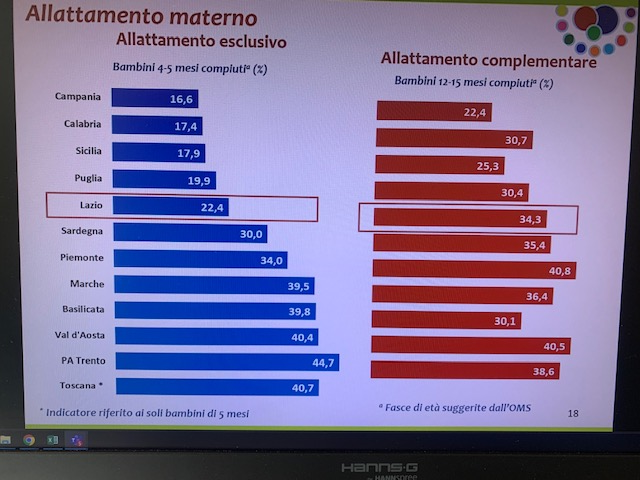 Allattamento materno
Allattamento esclusivo
Bambini 4-5 mesi compiutiª (%)
Campania 16,6
Calabria 17,4
Sicilia 17,9
Puglia 19,9
Lazio 22,4
Sardegna 30,0
Piemonte 34,0
Marche 39,5
Basilicata 39,8
Val d'Aosta 40,4
PA Trento 44,7
Toscana * 40,7
* Indicatore riferito ai soli bambini di 5 mesi
Allattamento complementare
Bambini 12-15 mesi compiutiª (%)
22,4
30,7
25,3
30,4
34,3
35,4
40,8
36,4
30,1
40,5
38,6
ª Fasce di età suggerite dall'OMS
18
HANNS·G
BY HANNSpree